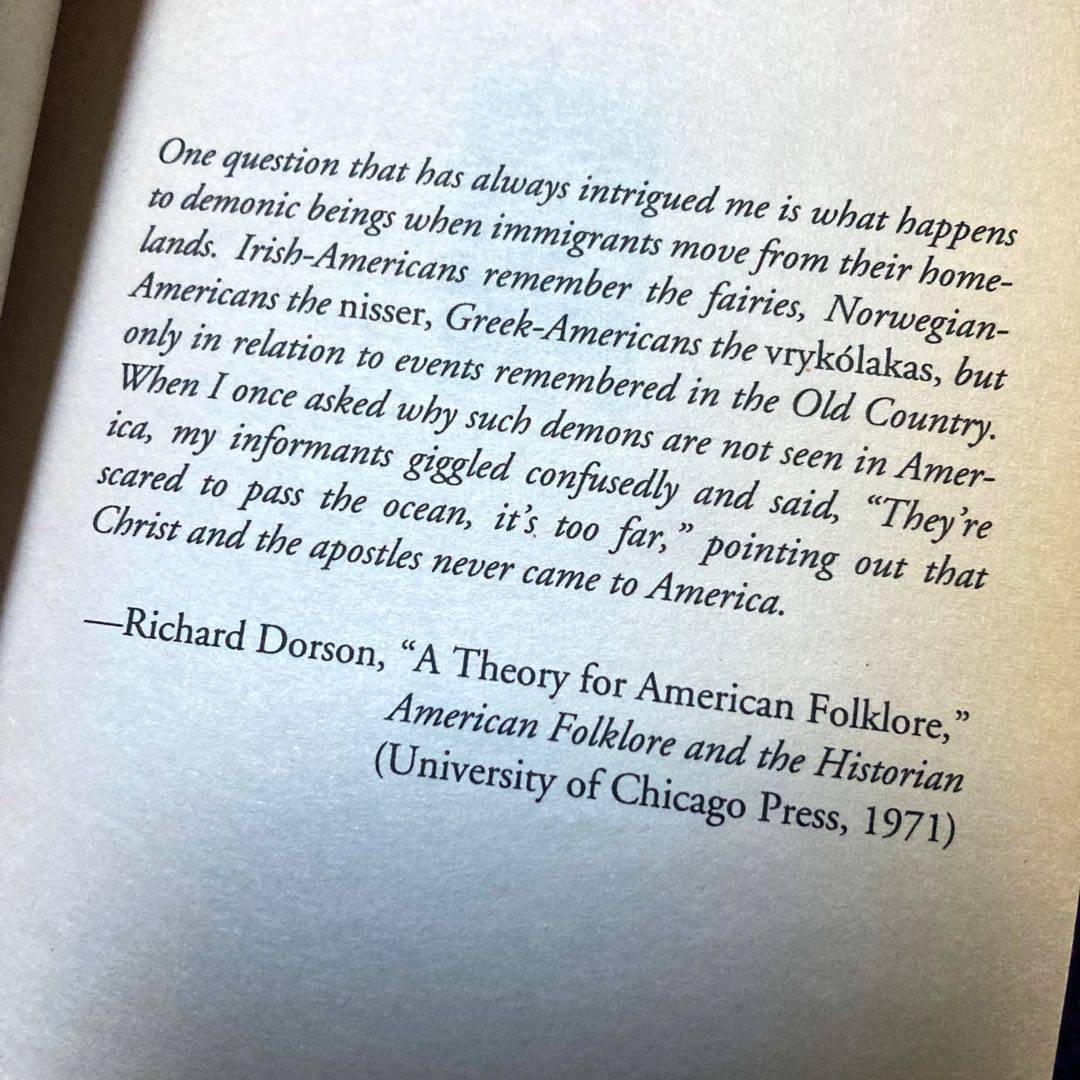 One question that has always intrigued me is what happens
to demonic beings when immigrants move from their home-
lands. Irish-Americans remember the fairies, Norwegian-
Americans the nisser, Greek-Americans the vrykólakas, but
only in relation to events remembered in the Old Country.
When I once asked why such demons are not seen in Amer-
ica, my informants giggled confusedly and said, “They’re
scared to pass the ocean, it’s too far,” pointing out that
Christ and the apostles never came to America.
—Richard Dorson, “A Theory for American Folklore,”
American Folklore and the Historian
(University of Chicago Press, 1971)